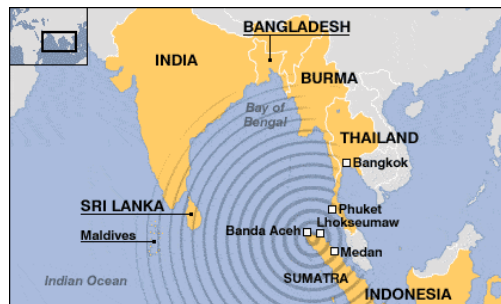 BANGLADESH
INDIA
BURMA
Bay of
Bengal
THAILAND
Bangkok
SRI LANKA
Phuket
Lhokseumaw
Banda Aceh
Maldives
Medan
Indian Ocean
SUMATRA
INDONESIA